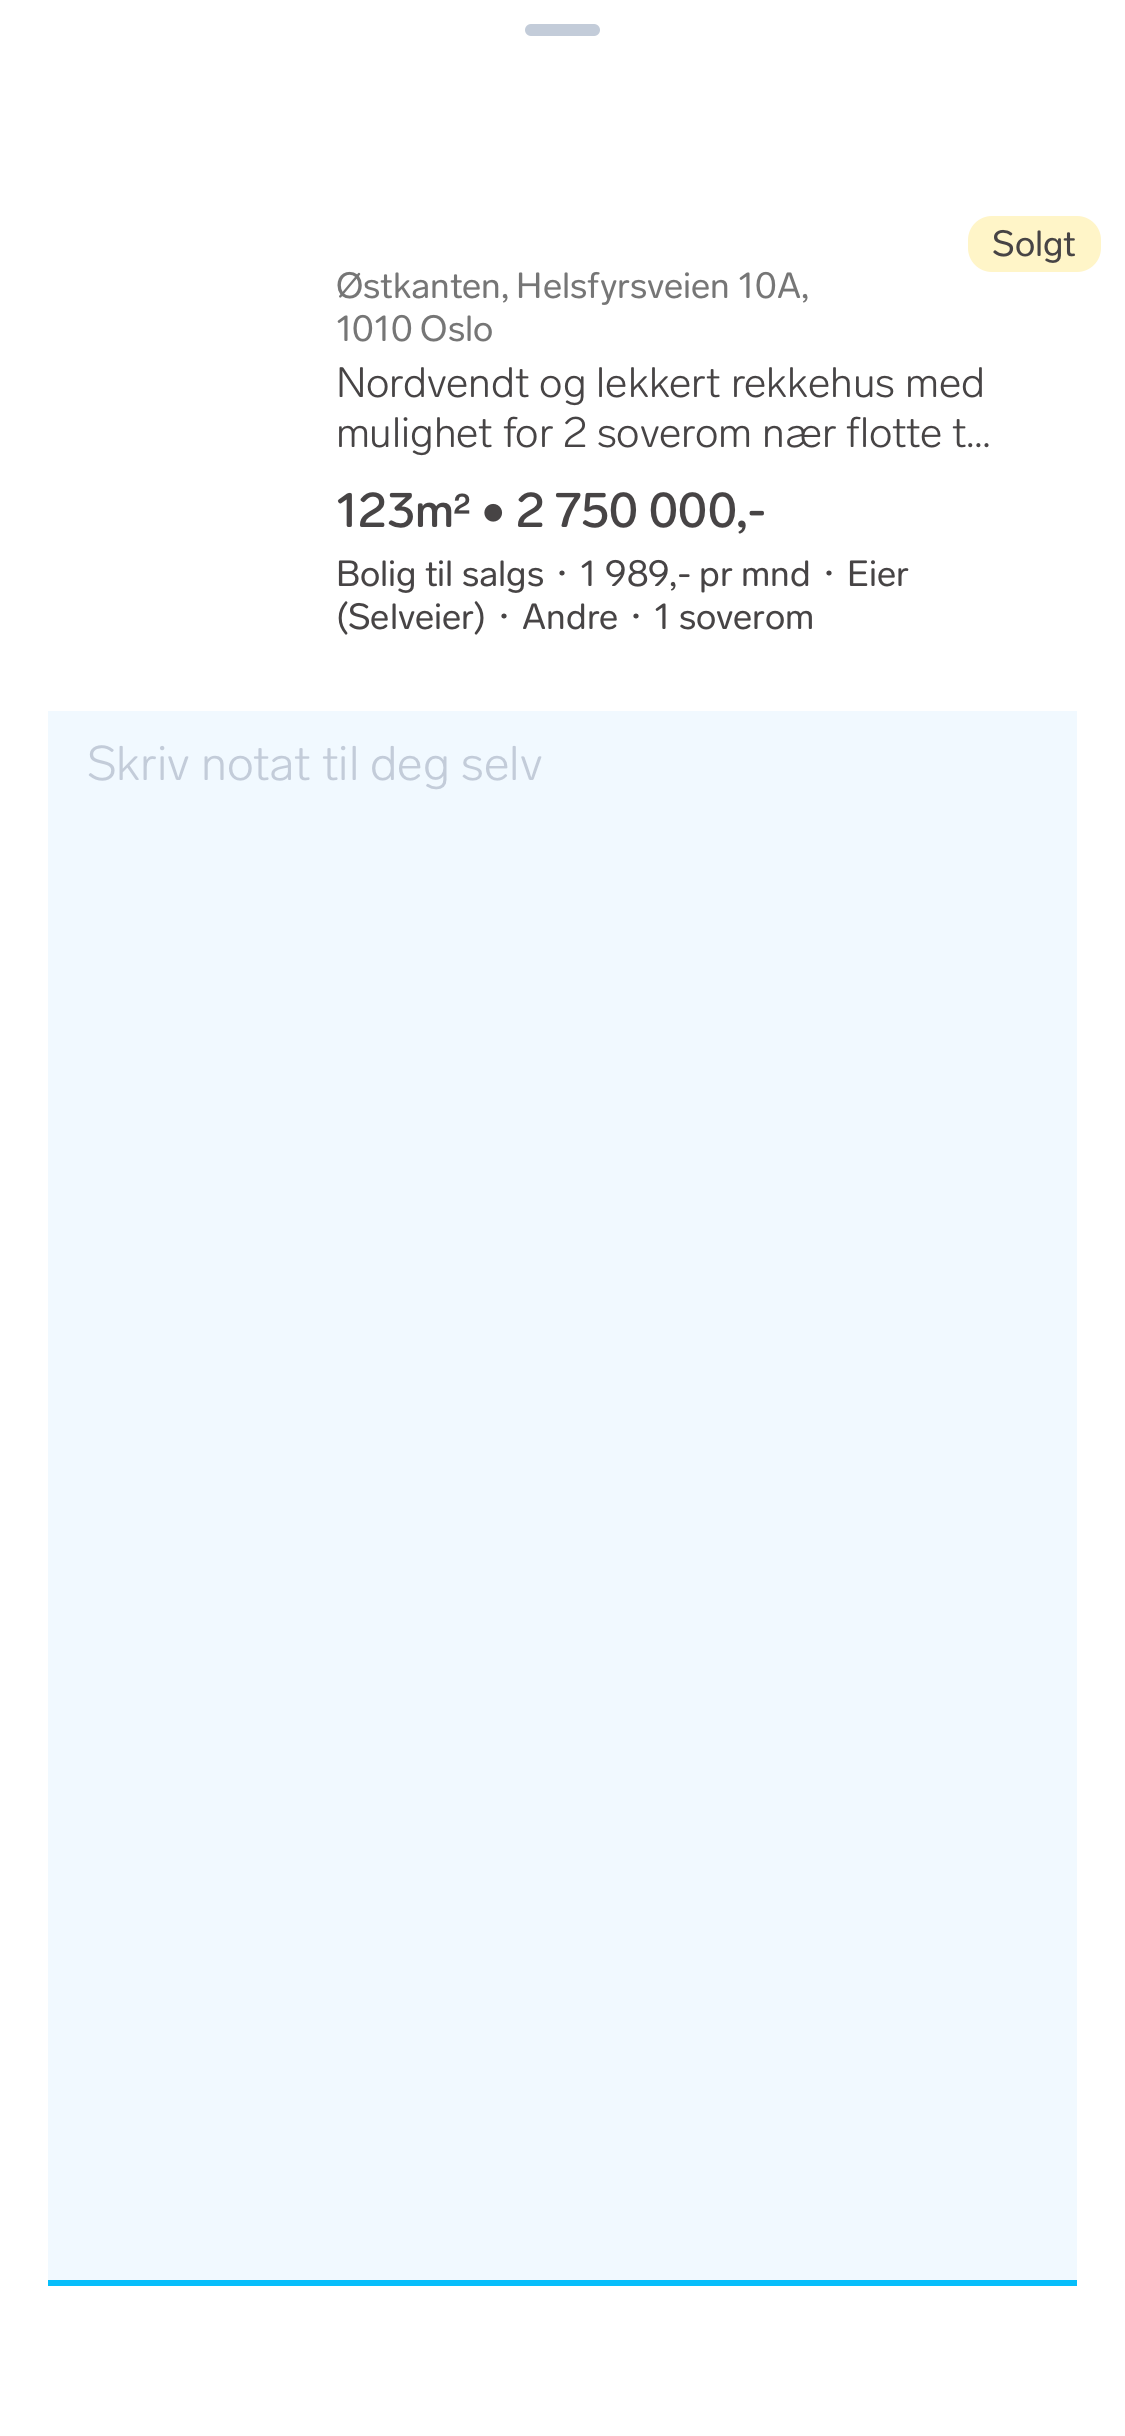 Solgt
Østkanten, Helsfyrsveien 10A,
1010 Oslo
Nordvendt og lekkert rekkehus med
mulighet for 2 soverom nær flotte t...
123m² • 2 750 000,-
Bolig til salgs · 1 989,- pr mnd · Eier
(Selveier) · Andre · 1 soverom
Skriv notat til deg selv